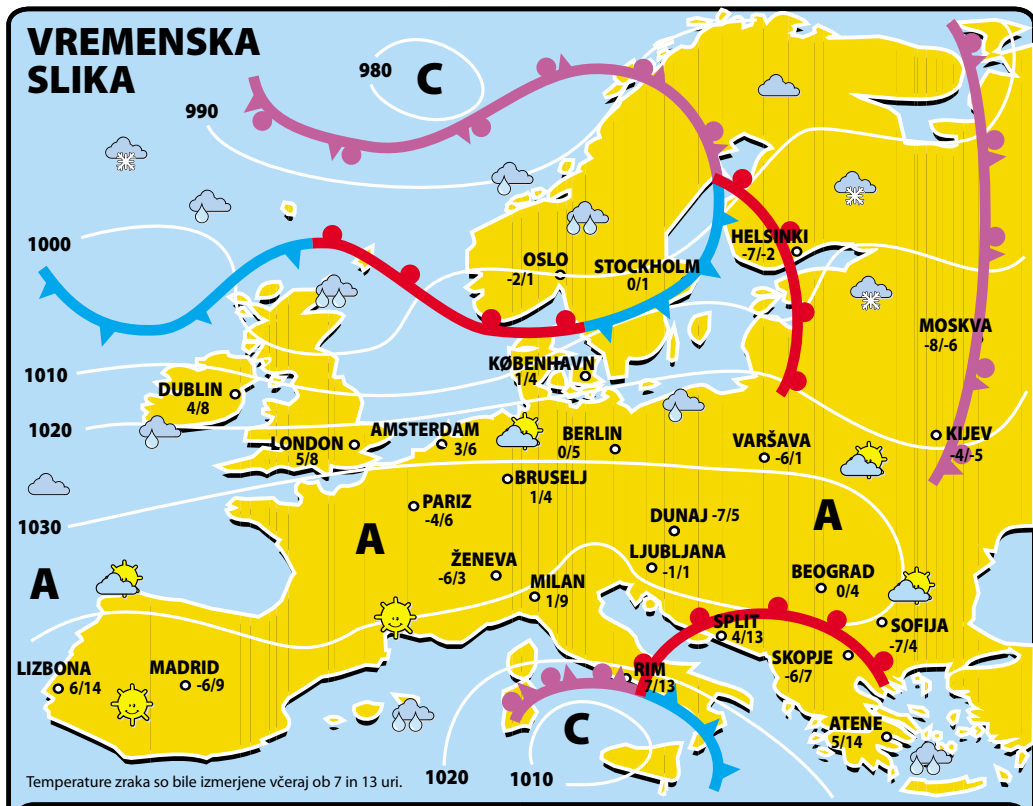 VREMENSKA
SLIKA
980
C
990
1000
OSLO
-2/1
STOCKHOLM
0/1
HELSINKI
-7/-2
MOSKVA
-8/-6
1010
KØBENHAVN
1/4
DUBLIN
4/8
1020
LONDON
5/8
AMSTERDAM
3/6
BERLIN
0/5
VARŠAVA
-6/1
KIJEV
-4/-5
BRUSELJ
1/4
PARIZ
-4/6
1030
A
A
DUNAJ -7/5
ŽENEVA
-6/3
LJUBLJANA
-1/1
A
MILAN
1/9
BEOGRAD
0/4
SPLIT
4/13
SOFIJA
-7/4
SKOPJE
-6/7
LIZBONA
6/14
MADRID
-6/9
RIM
7/13
C
ATENE
5/14
1020
1010
Temperature zraka so bile izmerjene včeraj ob 7 in 13 uri.